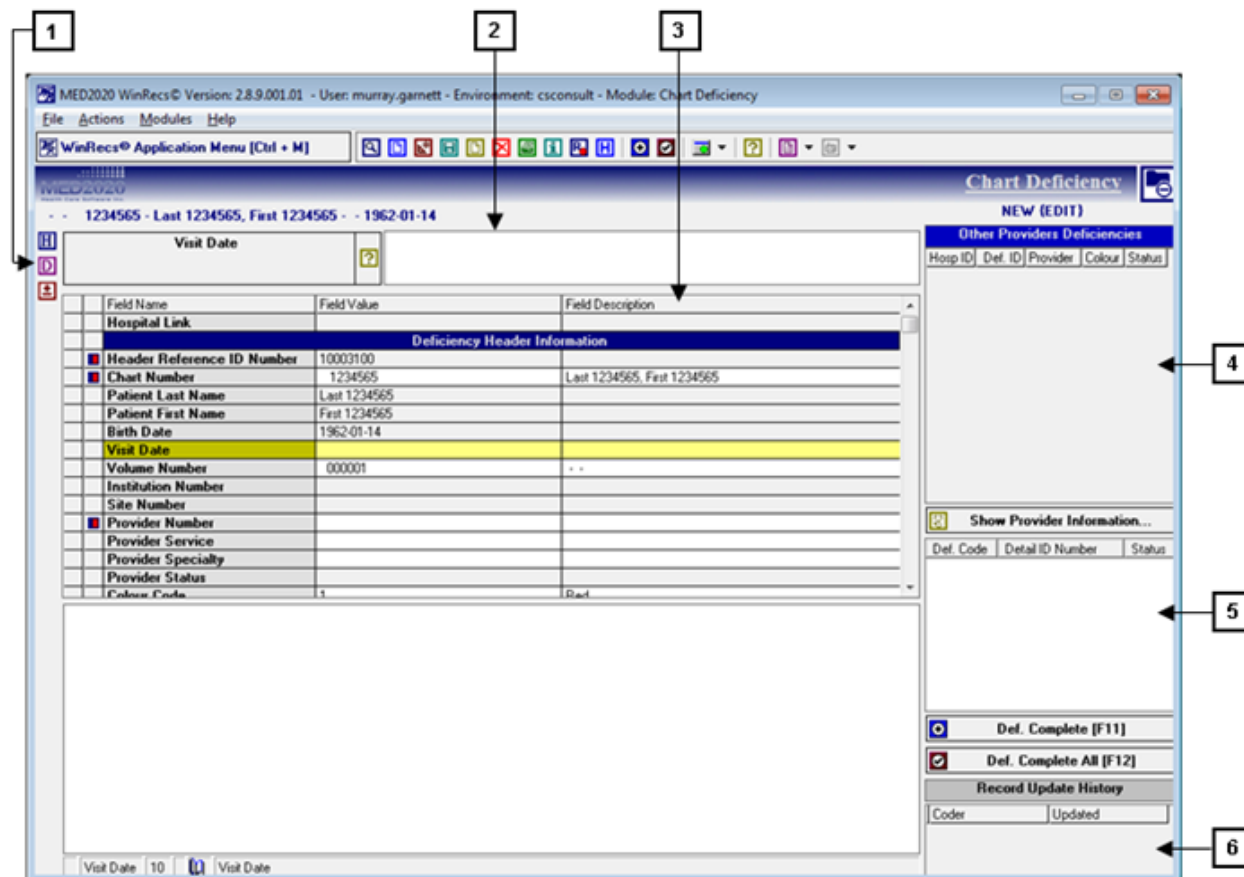 1
2
3
MED2020 WinRecs© Version: 2.8.9.001.01 - User: murray.garnett - Environment: csconsult - Module: Chart Deficiency
File Actions Modules Help
WinRecs© Application Menu [Ctrl + M]
MED2020
Chart Deficiency
- - 1234565 - Last 1234565, First 1234565 - - 1962-01-14
NEW (EDIT)
Visit Date
Other Providers Deficiencies
Hosp ID Def. ID Provider Colour Status
Field Name Field Value Field Description
Hospital Link
Deficiency Header Information
Header Reference ID Number 10003100
Chart Number 1234565 Last 1234565, First 1234565
4
Patient Last Name Last 1234565
Patient First Name First 1234565
Birth Date 1962-01-14
Visit Date
Volume Number 000001 - -
Institution Number
Site Number
Provider Number
Show Provider Information...
Provider Service
Def. Code Detail ID Number Status
Provider Specialty
Provider Status
Colour Code 1 Red
5
Def. Complete [F11]
Def. Complete All [F12]
Record Update History
Coder Updated
6
Visit Date 10 Visit Date